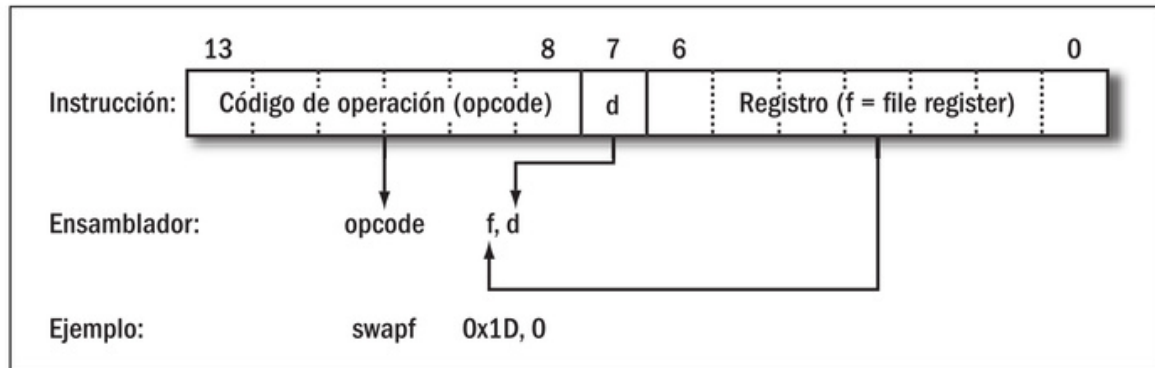 13 8 7 6 0
Instrucción: Código de operación (opcode) d Registro (f = file register)
Ensamblador: opcode f, d
Ejemplo: swapf 0x1D, 0